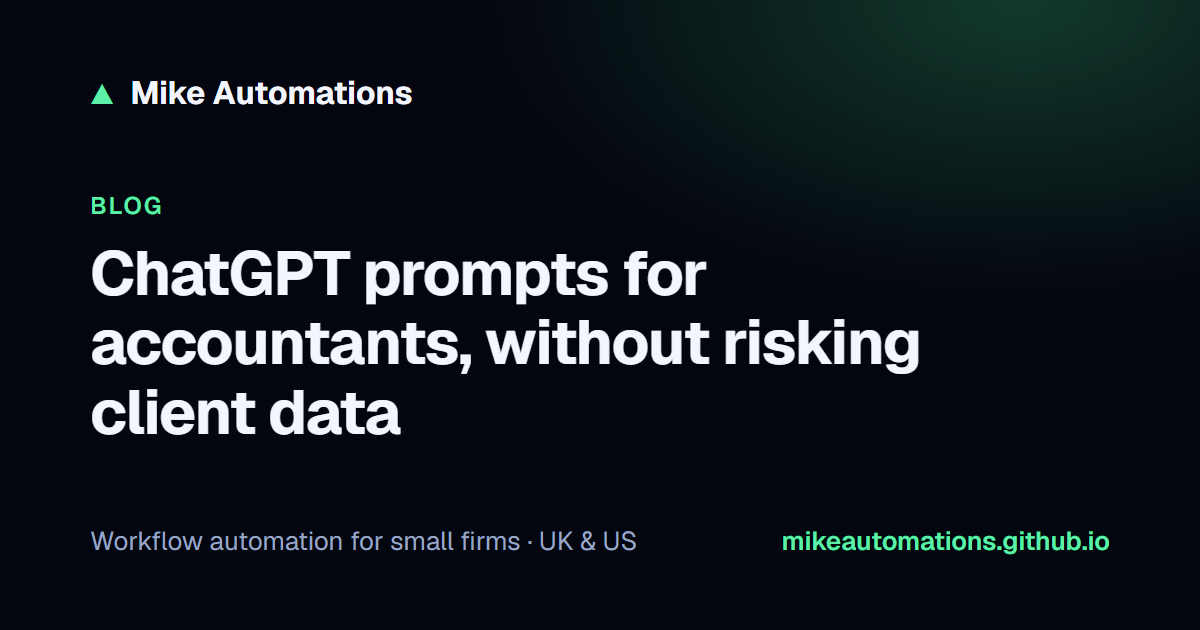 Mike Automations
BLOG
ChatGPT prompts for
accountants, without risking
client data
Workflow automation for small firms · UK & US
mikeautomations.github.io